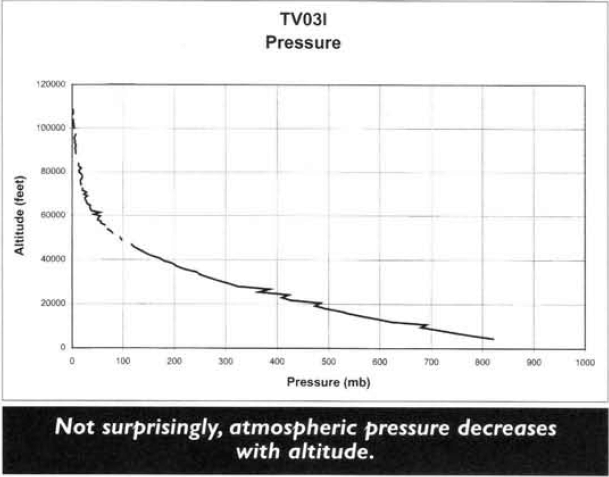 TV03I
Pressure
120000
100000
80000
60000
40000
20000
0
Altitude (feet)
0 100 200 300 400 500 600 700 800 900 1000
Pressure (mb)
Not surprisingly, atmospheric pressure decreases
with altitude.